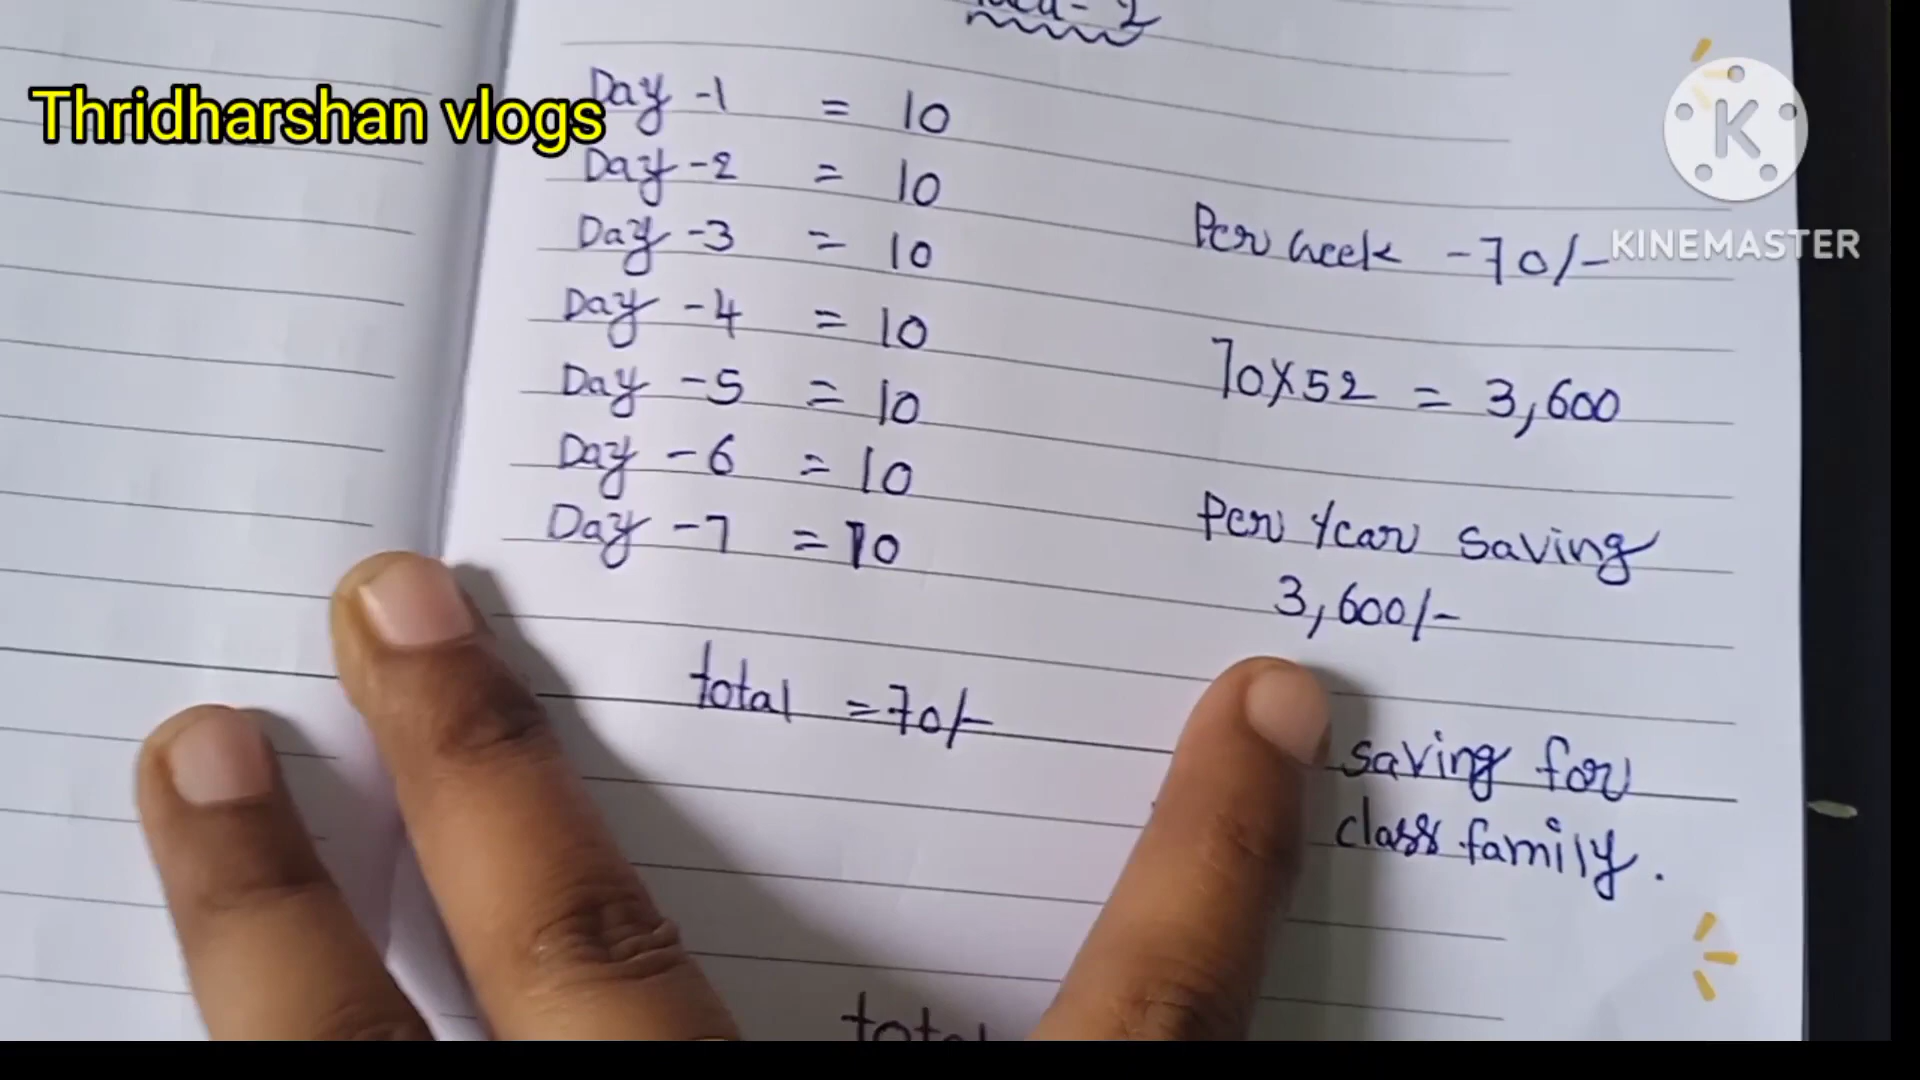 - 2
Thridharshan vlogs
Day -1 = 10
Day -2 = 10
Day -3 = 10
Day -4 = 10
Day -5 = 10
Day -6 = 10
Day -7 = 10
total = 70/-
Per week - 70/-
70X52 = 3,600
Per Year Saving
3,600/-
saving for
class family.
K
KINEMASTER